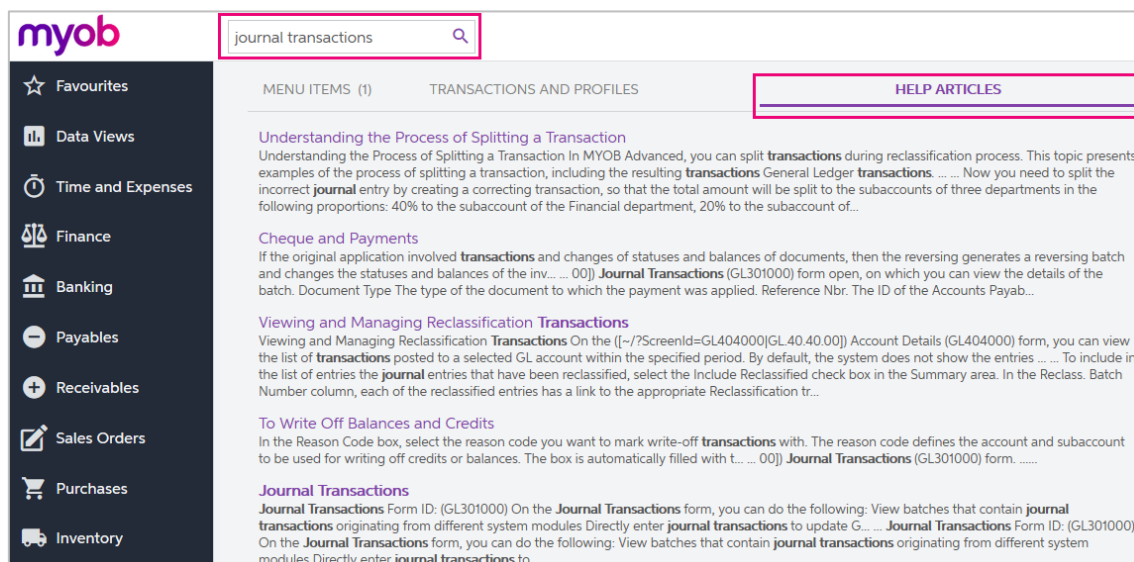 myob
journal transactions
Favourites
Data Views
Time and Expenses
Finance
Banking
Payables
Receivables
Sales Orders
Purchases
Inventory
MENU ITEMS (1)
TRANSACTIONS AND PROFILES
HELP ARTICLES
Understanding the Process of Splitting a Transaction
Understanding the Process of Splitting a Transaction In MYOB Advanced, you can split transactions during reclassification process. This topic presents
examples of the process of splitting a transaction, including the resulting transactions General Ledger transactions. ... ... Now you need to split the
incorrect journal entry by creating a correcting transaction, so that the total amount will be split to the subaccounts of three departments in the
following proportions: 40% to the subaccount of the Financial department, 20% to the subaccount of...
Cheque and Payments
If the original application involved transactions and changes of statuses and balances of documents, then the reversing generates a reversing batch
and changes the statuses and balances of the inv... ... 00]) Journal Transactions (GL301000) form open, on which you can view the details of the
batch. Document Type The type of the document to which the payment was applied. Reference Nbr. The ID of the Accounts Payab...
Viewing and Managing Reclassification Transactions
Viewing and Managing Reclassification Transactions On the ([~/?ScreenId=GL404000|GL.40.40.00]) Account Details (GL404000) form, you can view
the list of transactions posted to a selected GL account within the specified period. By default, the system does not show the entries ... ... To include in
the list of entries the journal entries that have been reclassified, select the Include Reclassified check box in the Summary area. In the Reclass. Batch
Number column, each of the reclassified entries has a link to the appropriate Reclassification tr...
To Write Off Balances and Credits
In the Reason Code box, select the reason code you want to mark write-off transactions with. The reason code defines the account and subaccount
to be used for writing off credits or balances. The box is automatically filled with t... ... 00]) Journal Transactions (GL301000) form. ......
Journal Transactions
Journal Transactions Form ID: (GL301000) On the Journal Transactions form, you can do the following: View batches that contain journal
transactions originating from different system modules Directly enter journal transactions to update G... ... Journal Transactions Form ID: (GL301000)
On the Journal Transactions form, you can do the following: View batches that contain journal transactions originating from different system
modules Directly enter journal transactions to